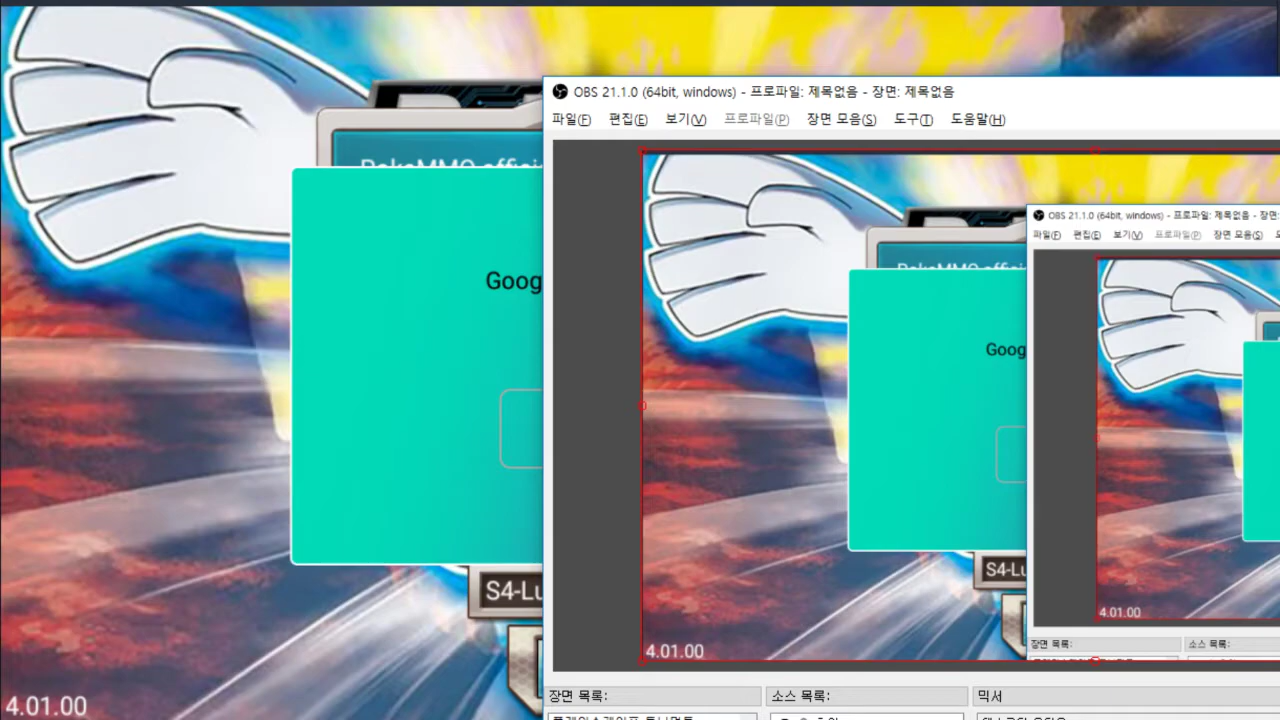 OBS 21.1.0 (64bit, windows) - 프로파일: 제목없음 - 장면: 제목없음
파일(F) 편집(E) 보기(V) 프로파일(P) 장면 모음(S) 도구(T) 도움말(H)
PokeMMO offici
Goog
S4-Lu
4.01.00
PokeMMO offici
Goog
S4-Lu
4.01.00
OBS 21.1.0 (64bit, windows) - 프로파일: 제목없음 - 장면:
파일(F) 편집(E) 보기(V) 프로파일(P) 장면 모음(S)
4.01.00
장면 목록: 소스 목록:
장면 목록: 소스 목록: 믹서